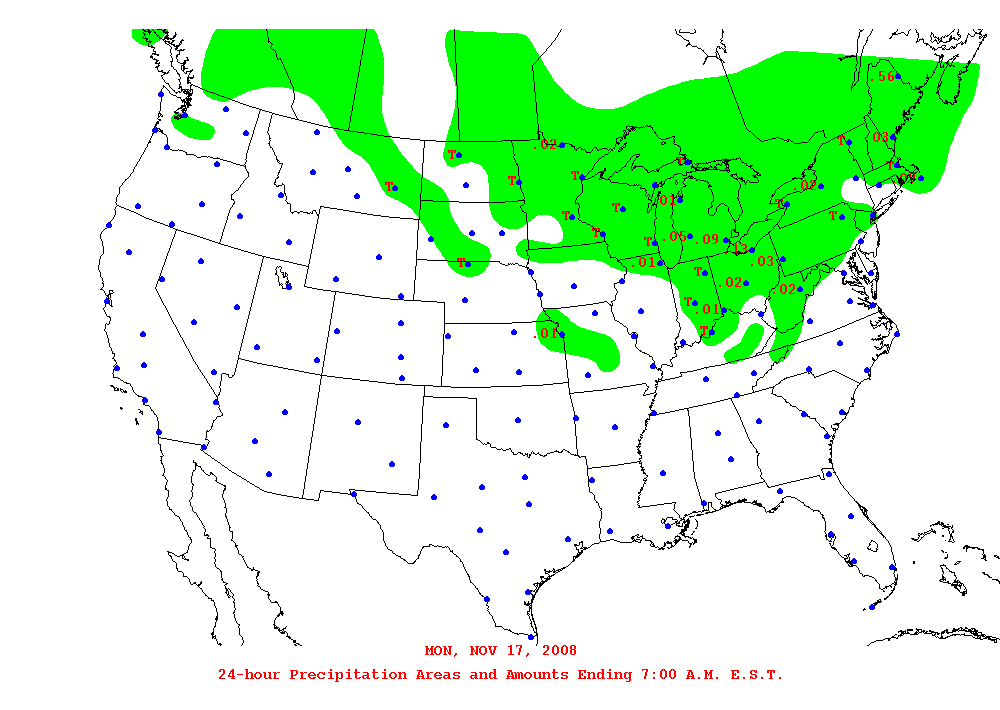 .56
.03
T
.02
T
T
T
T
T
.01
.02
T
T
T
T
T
.05
.09
.13
T
.01
.03
T
T
.02
.02
T
.01
.01
T
MON, NOV 17, 2008
24-hour Precipitation Areas and Amounts Ending 7:00 A.M. E.S.T.